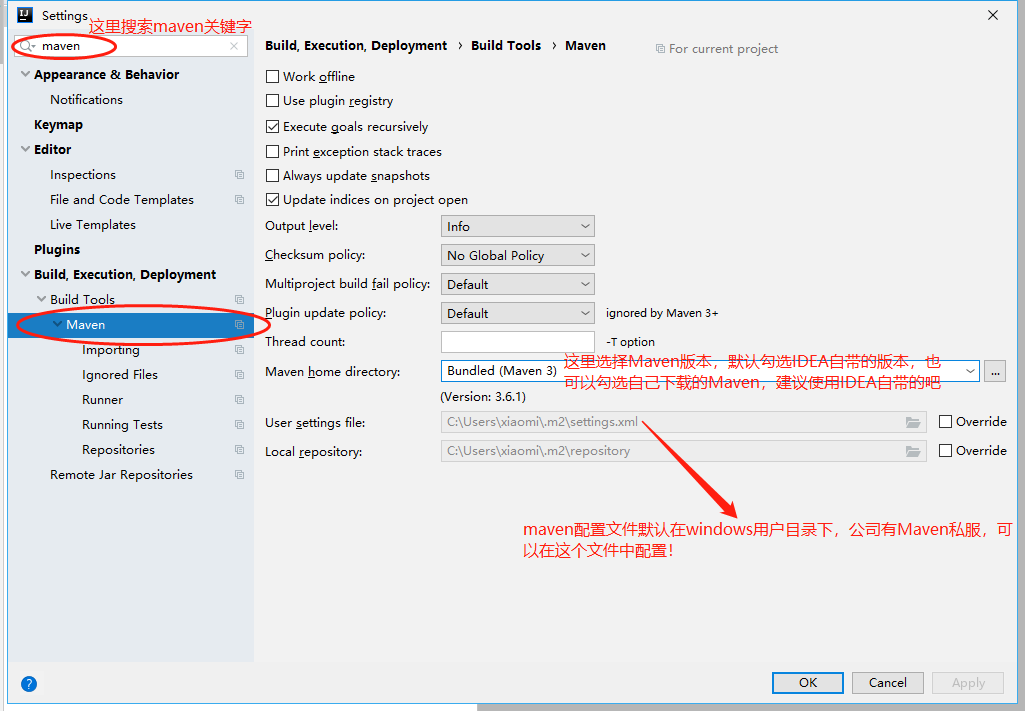 Settings
这里搜索maven关键字
maven
Build, Execution, Deployment › Build Tools › Maven
For current project
Appearance & Behavior
Notifications
Keymap
Editor
Inspections
File and Code Templates
Live Templates
Plugins
Build, Execution, Deployment
Build Tools
Maven
Importing
Ignored Files
Runner
Running Tests
Repositories
Remote Jar Repositories
Work offline
Use plugin registry
Execute goals recursively
Print exception stack traces
Always update snapshots
Update indices on project open
Output level: Info
Checksum policy: No Global Policy
Multiproject build fail policy: Default
Plugin update policy: Default ignored by Maven 3+
Thread count: -T option
这里选择Maven版本，默认勾选IDEA自带的版本，也
Maven home directory: Bundled (Maven 3) ...
可以勾选自己下载的Maven，建议使用IDEA自带的吧
(Version: 3.6.1)
User settings file: C:\Users\xiaomi\.m2\settings.xml Override
Local repository: C:\Users\xiaomi\.m2\repository Override
maven配置文件默认在windows用户目录下，公司有Maven私服，可
以在这个文件中配置！
?
OK Cancel Apply